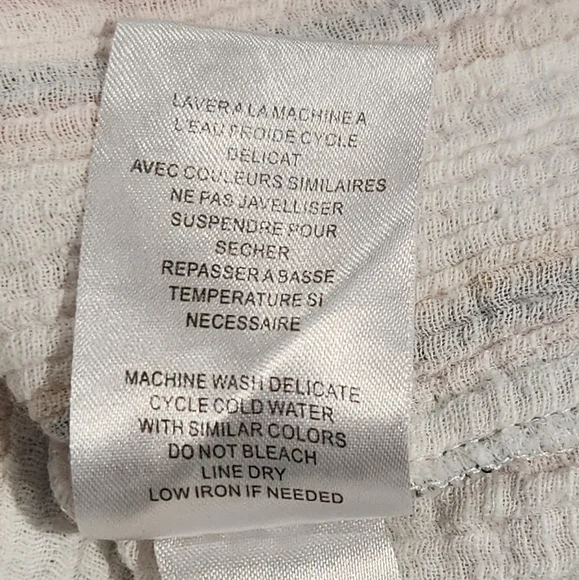 LAVER A LA MACHINE A
L'EAU FROIDE CYCLE
DELICAT
AVEC COULEURS SIMILAIRES
NE PAS JAVELLISER
SUSPENDRE POUR
SECHER
REPASSER A BASSE
TEMPERATURE SI
NECESSAIRE
MACHINE WASH DELICATE
CYCLE COLD WATER
WITH SIMILAR COLORS
DO NOT BLEACH
LINE DRY
LOW IRON IF NEEDED